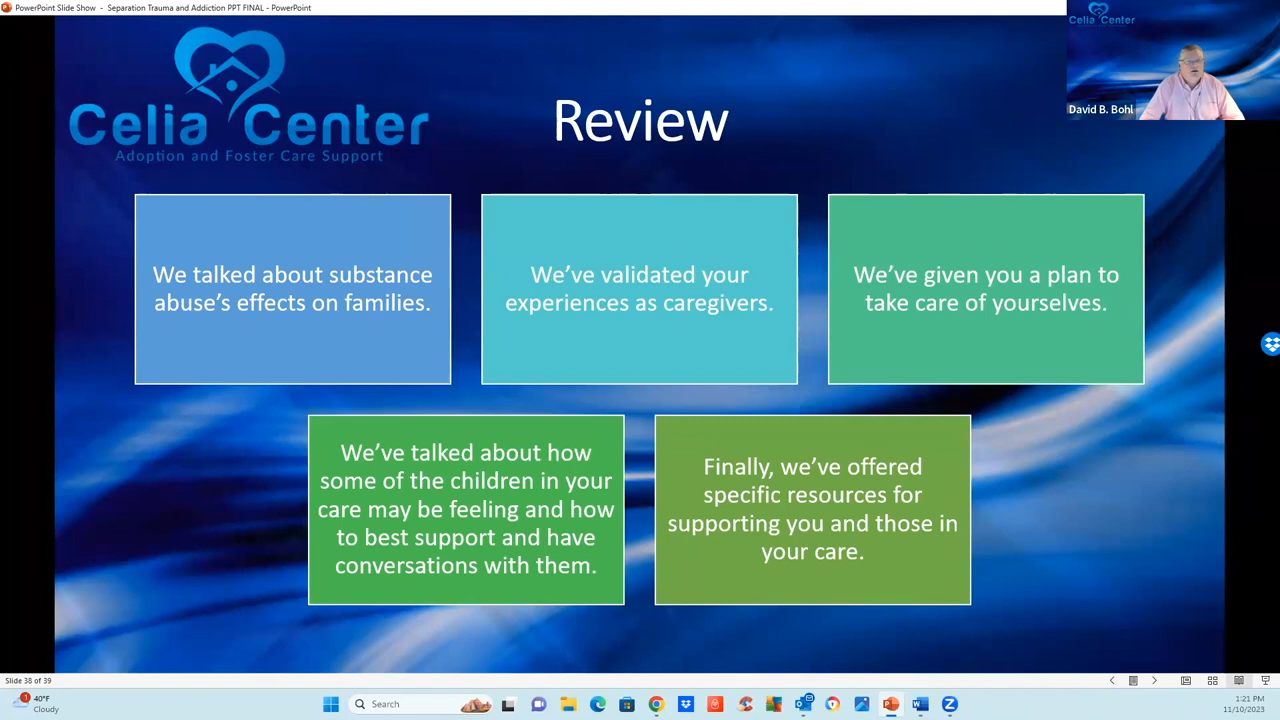 PowerPoint Slide Show - Separation Trauma and Addiction PPT FINAL - PowerPoint
Celia Center
David B. Bohl
Celia Center
Adoption and Foster Care Support
Review
We talked about substance
abuse's effects on families.
We've validated your
experiences as caregivers.
We've given you a plan to
take care of yourselves.
We've talked about how
some of the children in your
care may be feeling and how
to best support and have
conversations with them.
Finally, we've offered
specific resources for
supporting you and those in
your care.
Slide 38 of 39
1
40°F
Cloudy
Search
1:21 PM
11/10/2023